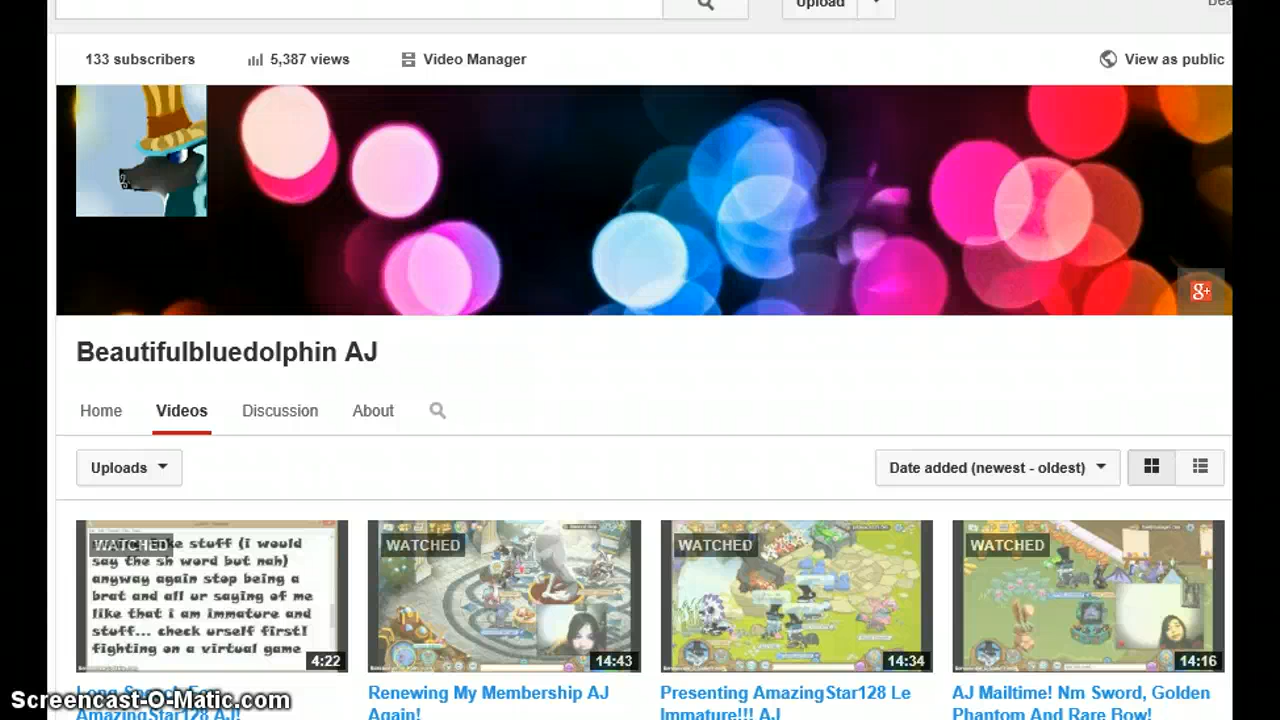 Upload
133 subscribers
5,387 views
Video Manager
View as public
g+
Beautifulbluedolphin AJ
Home
Videos
Discussion
About
Uploads
Date added (newest - oldest)
WATCHED
stuff (i would
say the sh word but nah)
anyway again stop being a
brat and all ur saying of me
like that i am immature and
stuff... check urself first!
fighting on a virtual game
4:22
WATCHED
14:43
WATCHED
14:34
WATCHED
14:16
AmazingStar128 AJ!
Renewing My Membership AJ
Again!
Presenting AmazingStar128 Le
Immature!!! AJ
AJ Mailtime! Nm Sword, Golden
Phantom And Rare Bow!
Screencast-O-Matic.com